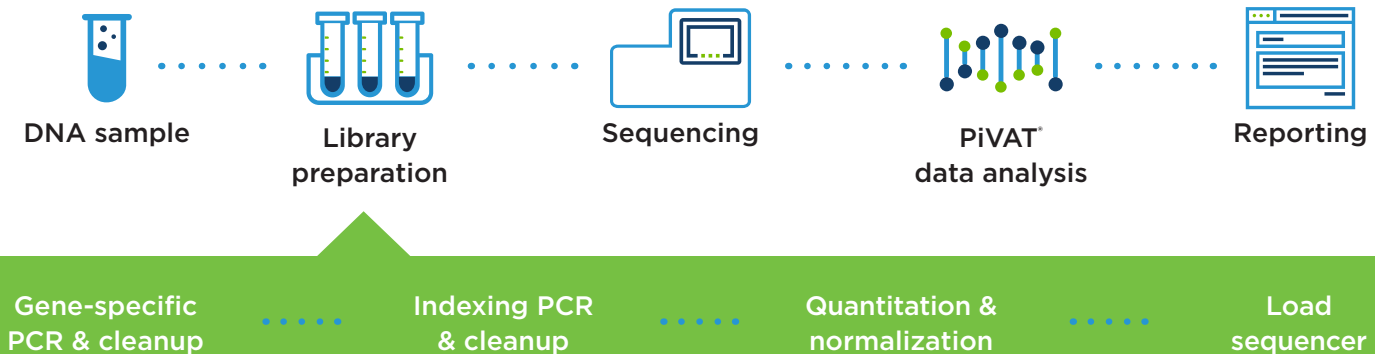 DNA sample
Library
preparation
Sequencing
PiVAT®
data analysis
Reporting
Gene-specific
PCR & cleanup
Indexing PCR
& cleanup
Quantitation &
normalization
Load
sequencer